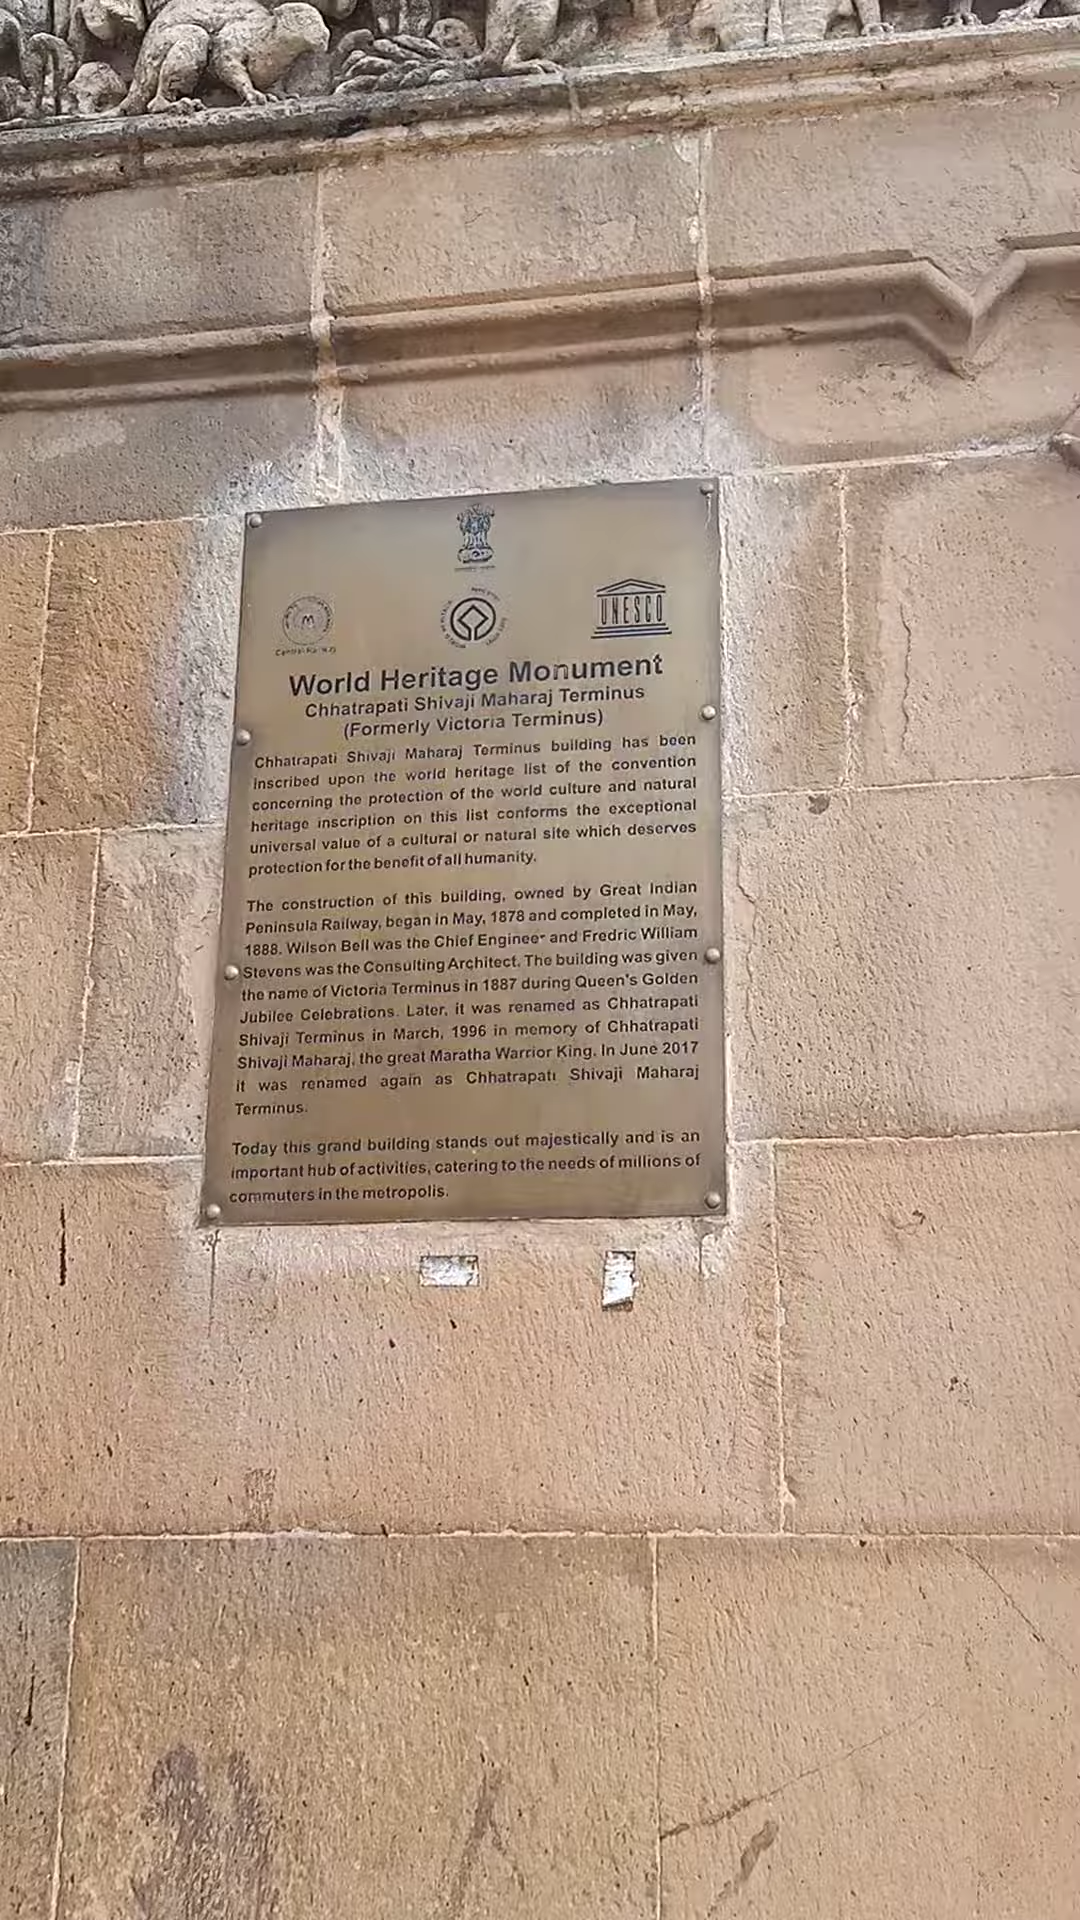 Central Railway
UNESCO
World Heritage Monument
Chhatrapati Shivaji Maharaj Terminus
(Formerly Victoria Terminus)
Chhatrapati Shivaji Maharaj Terminus building has been
inscribed upon the world heritage list of the convention
concerning the protection of the world culture and natural
heritage inscription on this list conforms the exceptional
universal value of a cultural or natural site which deserves
protection for the benefit of all humanity.
The construction of this building, owned by Great Indian
Peninsula Railway, began in May, 1878 and completed in May,
1888. Wilson Bell was the Chief Engineer and Fredric William
Stevens was the Consulting Architect. The building was given
the name of Victoria Terminus in 1887 during Queen's Golden
Jubilee Celebrations. Later, it was renamed as Chhatrapati
Shivaji Terminus in March, 1996 in memory of Chhatrapati
Shivaji Maharaj, the great Maratha Warrior King. In June 2017
it was renamed again as Chhatrapati Shivaji Maharaj
Terminus.
Today this grand building stands out majestically and is an
important hub of activities, catering to the needs of millions of
commuters in the metropolis.